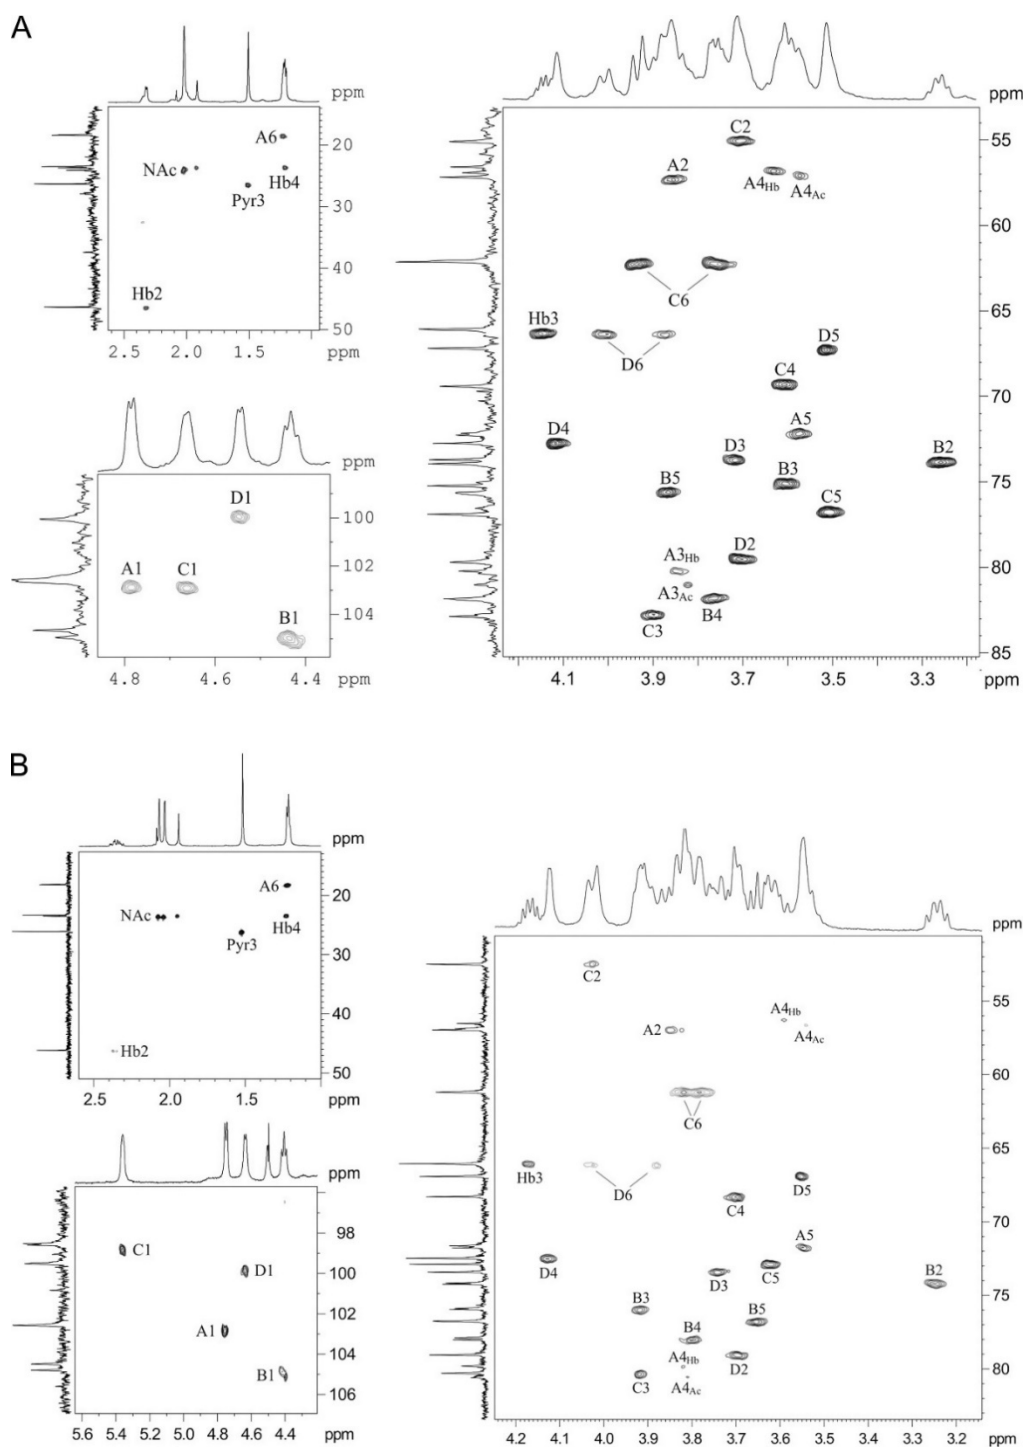 A
ppm
A6
20
NAc
Hb4
Pyr3
30
40
Hb2
50
2.5 2.0 1.5 ppm
D1
100
A1 C1
102
104
B1
4.8 4.6 4.4 ppm
ppm
C2
55
A2
A4Hb A4Ac
60
C6
Hb3
65
D6
D5
C4
70
A5
D4
D3
B2
B5
B3
75
C5
A3Hb
D2
80
A3Ac
C3
B4
85
4.1 3.9 3.7 3.5 3.3 ppm
B
ppm
A6
20
NAc
Hb4
Pyr3
30
40
Hb2
50
2.5 2.0 1.5 ppm
ppm
98
C1
D1
100
A1
102
104
B1
106
5.6 5.4 5.2 5.0 4.8 4.6 4.4 ppm
ppm
C2
55
A2
A4Hb
A4Ac
60
C6
65
Hb3
D6
D5
C4
70
A5
D4
D3
C5
B2
75
B3
B5
B4
A4Hb
D2
C3
A4Ac
80
4.2 4.1 4.0 3.9 3.8 3.7 3.6 3.5 3.4 3.3 3.2 ppm